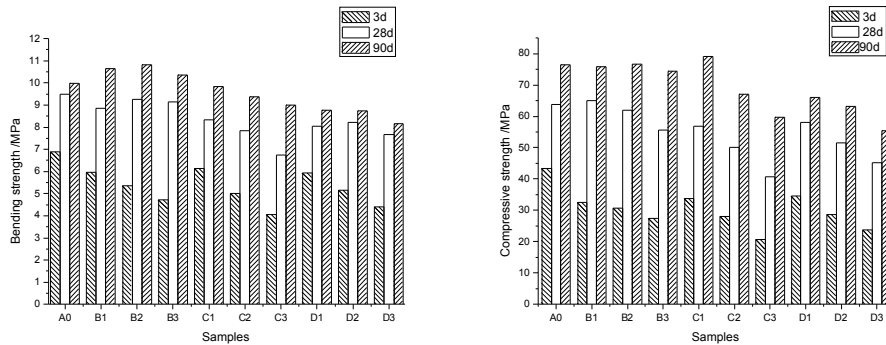 3d
28d
90d
12
11
10
9
8
7
6
5
4
3
2
1
0
Bending strength /MPa
A0 B1 B2 B3 C1 C2 C3 D1 D2 D3
Samples
3d
28d
90d
80
70
60
50
40
30
20
10
0
Compressive strength /MPa
A0 B1 B2 B3 C1 C2 C3 D1 D2 D3
Samples